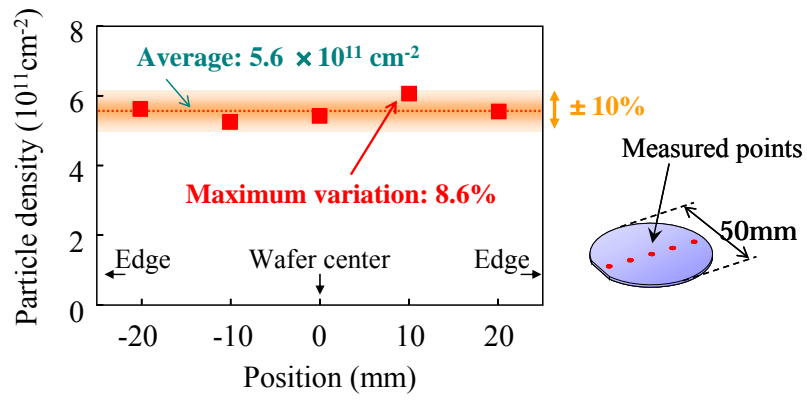 Particle density (10¹¹cm⁻²)
8
6
4
2
0
Average: 5.6 × 10¹¹ cm⁻²
± 10%
Maximum variation: 8.6%
Edge
Wafer center
Edge
-20
-10
0
10
20
Position (mm)
Measured points
50mm